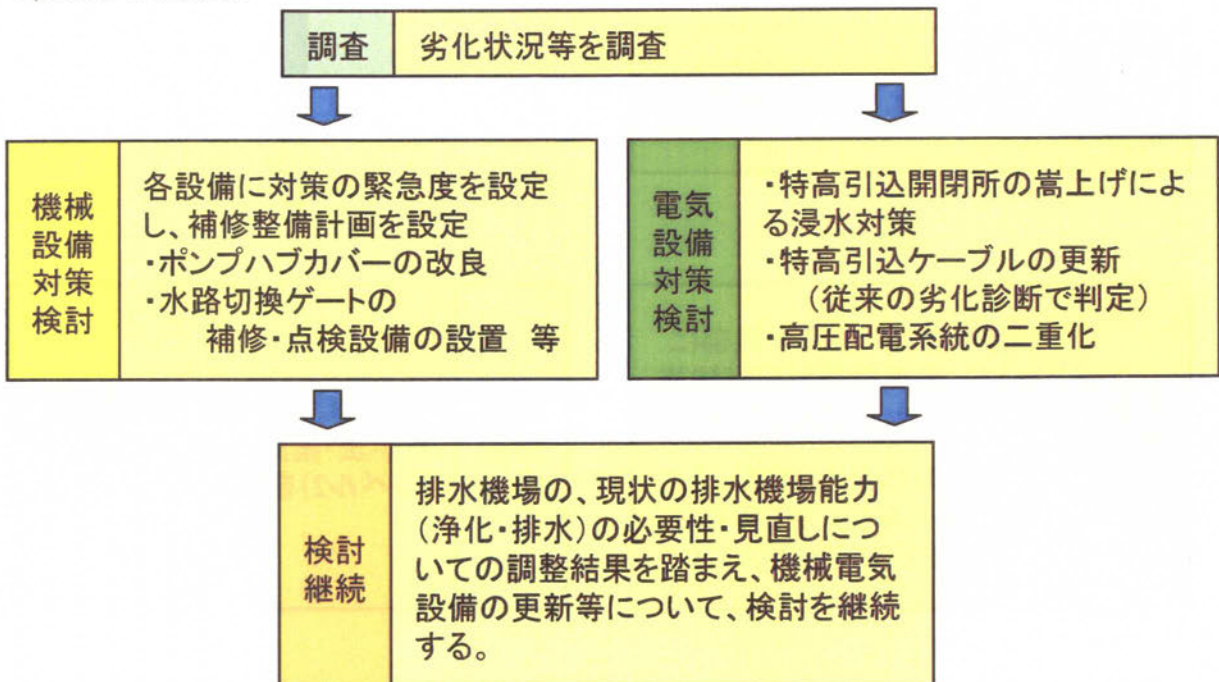 調査
劣化状況等を調査
機械
設備
対策
検討
各設備に対策の緊急度を設定
し、補修整備計画を設定
・ポンプハブカバーの改良
・水路切換ゲートの
補修・点検設備の設置　等
電気
設備
対策
検討
・特高引込開閉所の嵩上げによ
る浸水対策
・特高引込ケーブルの更新
（従来の劣化診断で判定）
・高圧配電系統の二重化
検討
継続
排水機場の、現状の排水機場能力
（浄化・排水）の必要性・見直しにつ
いての調整結果を踏まえ、機械電気
設備の更新等について、検討を継続
する。